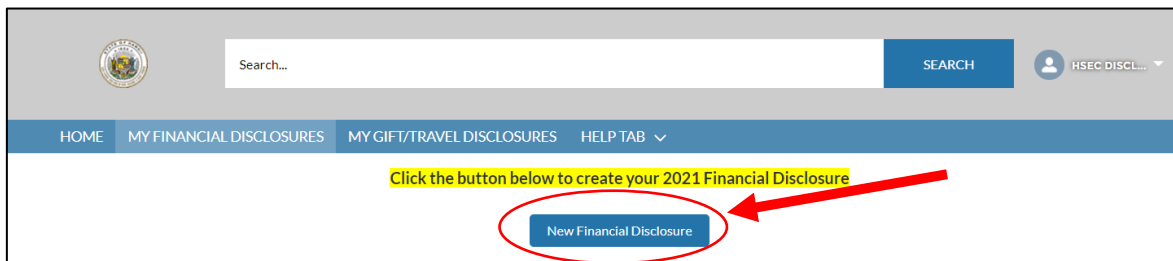 Search...
SEARCH
HSEC DISCL...
HOME MY FINANCIAL DISCLOSURES MY GIFT/TRAVEL DISCLOSURES HELP TAB
Click the button below to create your 2021 Financial Disclosure
New Financial Disclosure